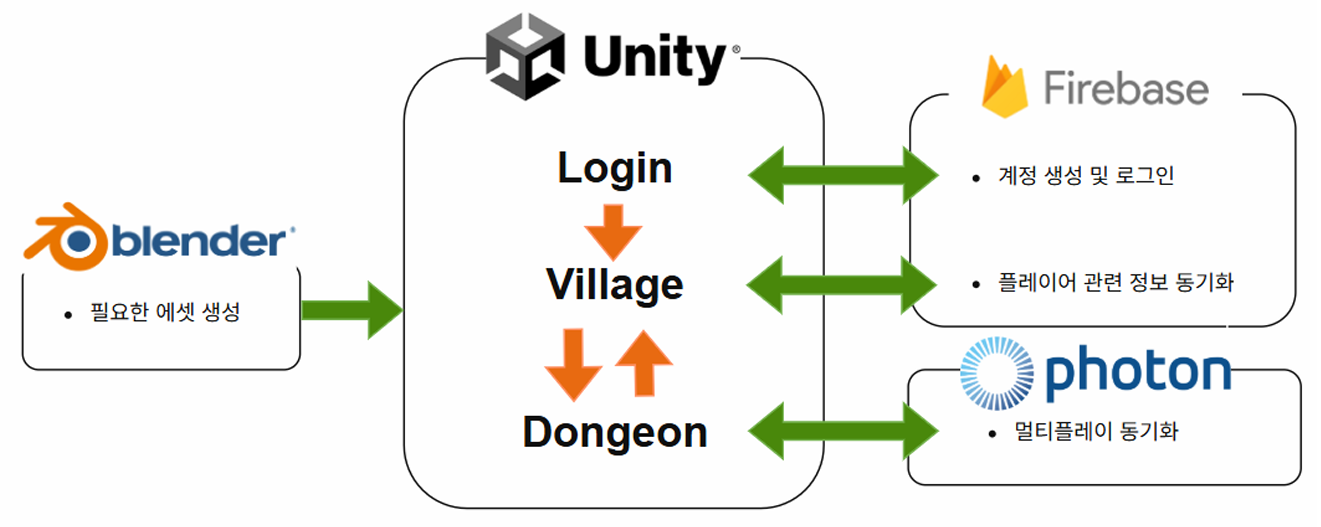 Unity®
Firebase
Login
계정 생성 및 로그인
blender®
Village
플레이어 관련 정보 동기화
필요한 에셋 생성
photon
Dongeon
멀티플레이 동기화